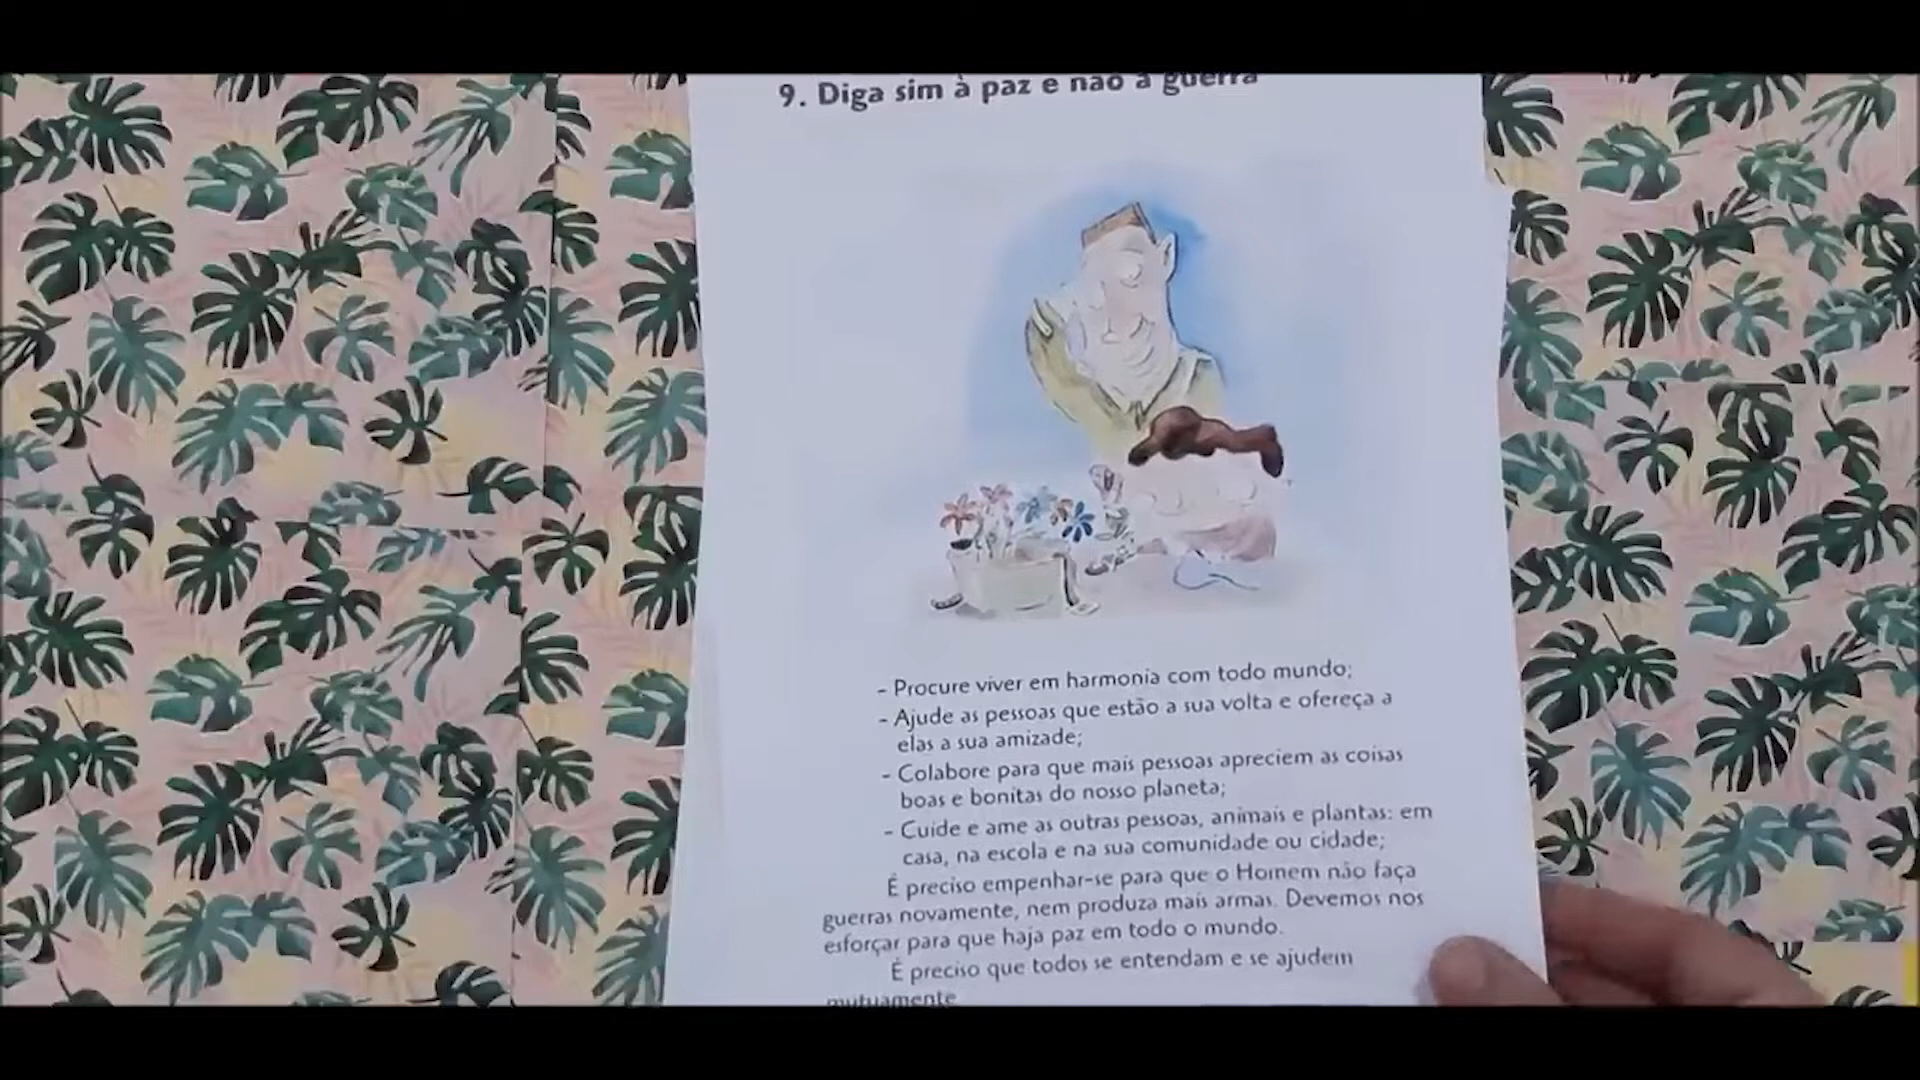 9. Diga sim à paz e não à guerra
- Procure viver em harmonia com todo mundo;
- Ajude as pessoas que estão a sua volta e ofereça a
elas a sua amizade;
- Colabore para que mais pessoas apreciem as coisas
boas e bonitas do nosso planeta;
- Cuide e ame as outras pessoas, animais e plantas: em
casa, na escola e na sua comunidade ou cidade;
É preciso empenhar-se para que o Homem não faça
guerras novamente, nem produza mais armas. Devemos nos
esforçar para que haja paz em todo o mundo.
É preciso que todos se entendam e se ajudem
mutuamente